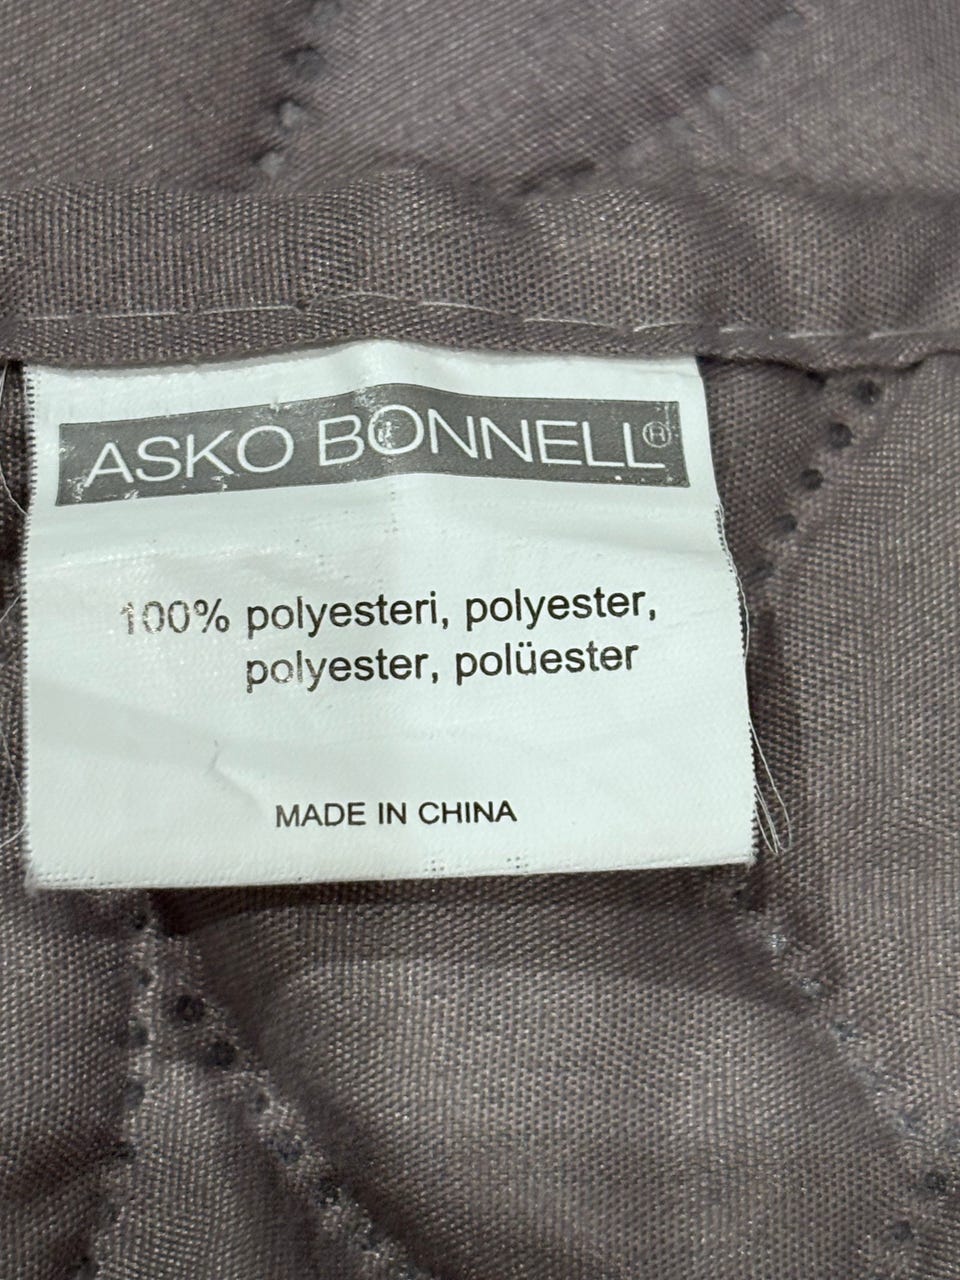 ASKO BONNELL®
100% polyesteri, polyester,
polyester, polüester
MADE IN CHINA